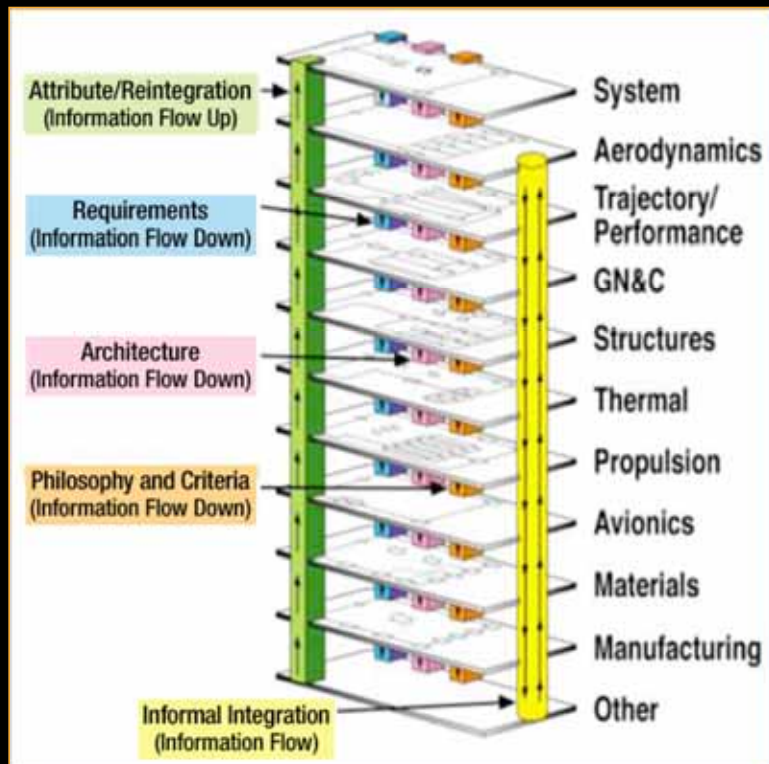 Attribute/Reintegration
(Information Flow Up)
Requirements
(Information Flow Down)
Architecture
(Information Flow Down)
Philosophy and Criteria
(Information Flow Down)
Informal Integration
(Information Flow)
System
Aerodynamics
Trajectory/
Performance
GN&C
Structures
Thermal
Propulsion
Avionics
Materials
Manufacturing
Other